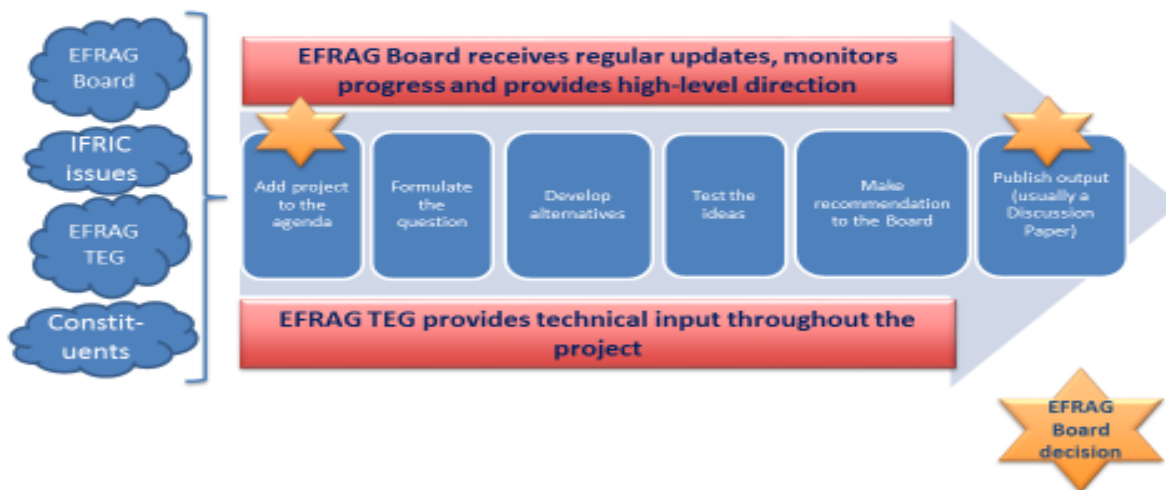 EFRAG
Board
IFRIC
issues
EFRAG
TEG
Constit-
uents
EFRAG Board receives regular updates, monitors
progress and provides high-level direction
Add project
to the
agenda
Formulate
the
question
Develop
alternatives
Test the
ideas
Make
recommendation
to the Board
Publish output
(usually a
Discussion
Paper)
EFRAG TEG provides technical input throughout the
project
EFRAG
Board
decision